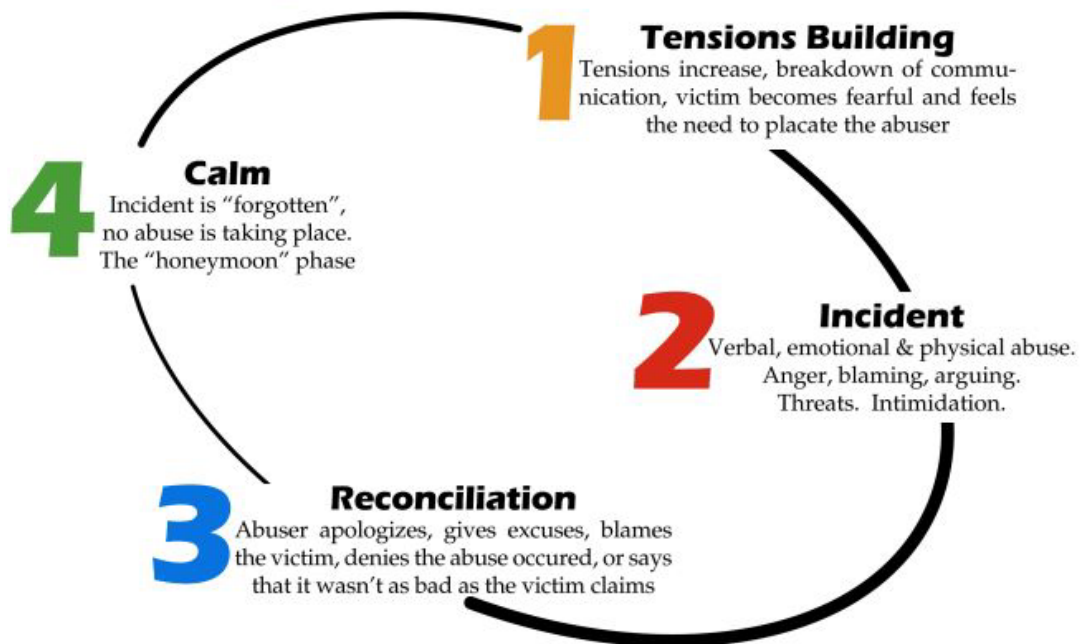 1
Tensions Building
Tensions increase, breakdown of commu-
nication, victim becomes fearful and feels
the need to placate the abuser
2
Incident
Verbal, emotional & physical abuse.
Anger, blaming, arguing.
Threats. Intimidation.
3
Reconciliation
Abuser apologizes, gives excuses, blames
the victim, denies the abuse occured, or says
that it wasn't as bad as the victim claims
4
Calm
Incident is “forgotten”,
no abuse is taking place.
The “honeymoon” phase